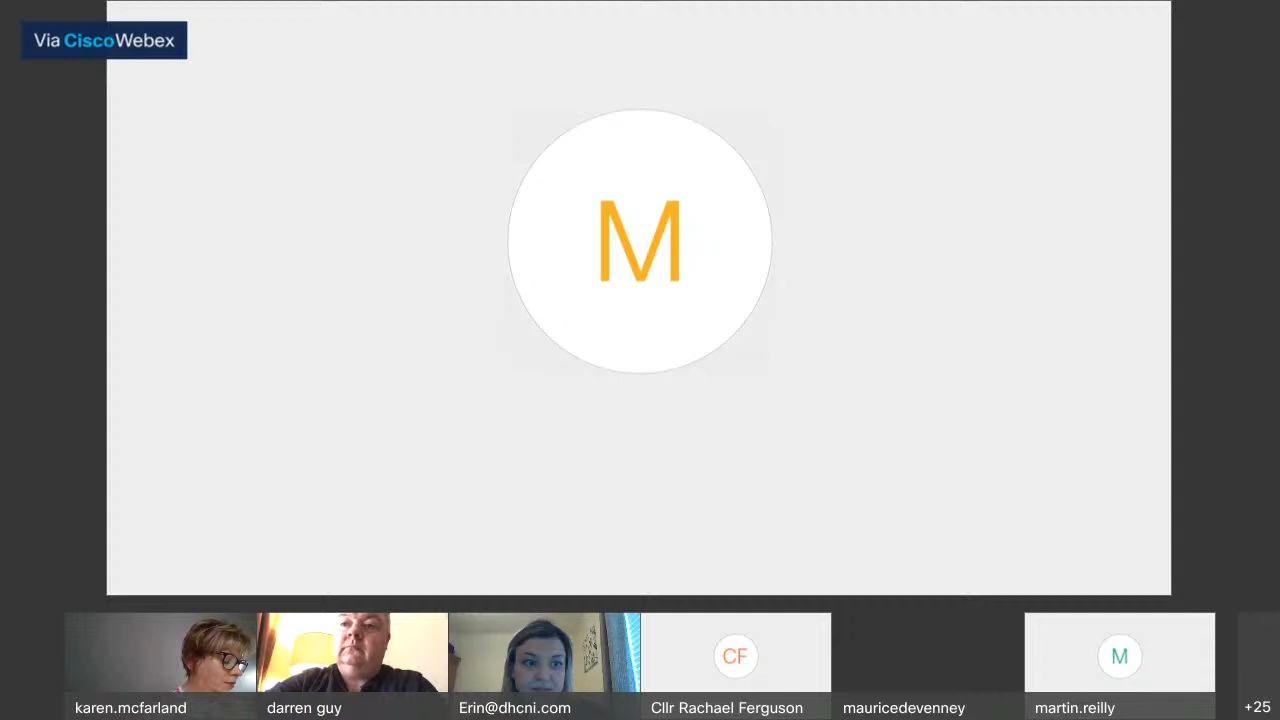 Via CiscoWebex
M
CF
M
karen.mcfarland
darren guy
Erin@dhcni.com
Cllr Rachael Ferguson
mauricedevenney
martin.reilly
+25